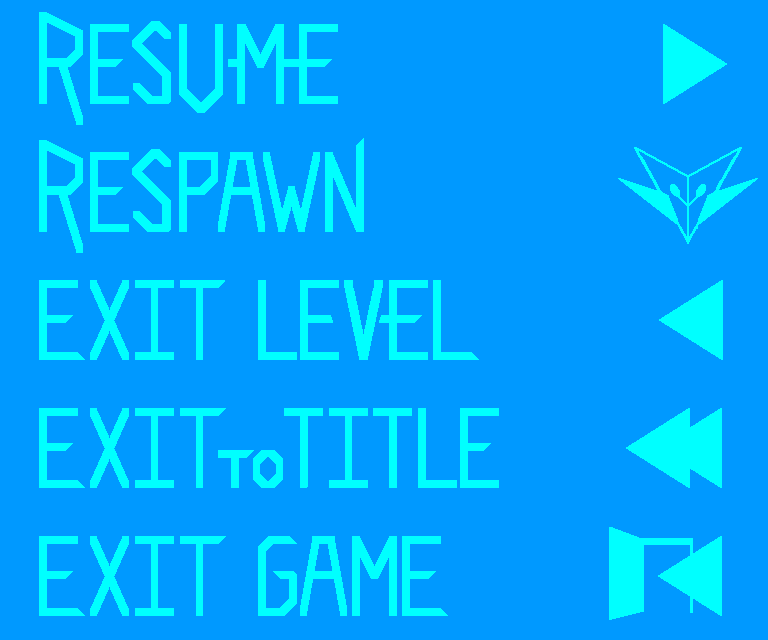 RESUME
RESPAWN
EXIT LEVEL
EXIT TO TITLE
EXIT GAME